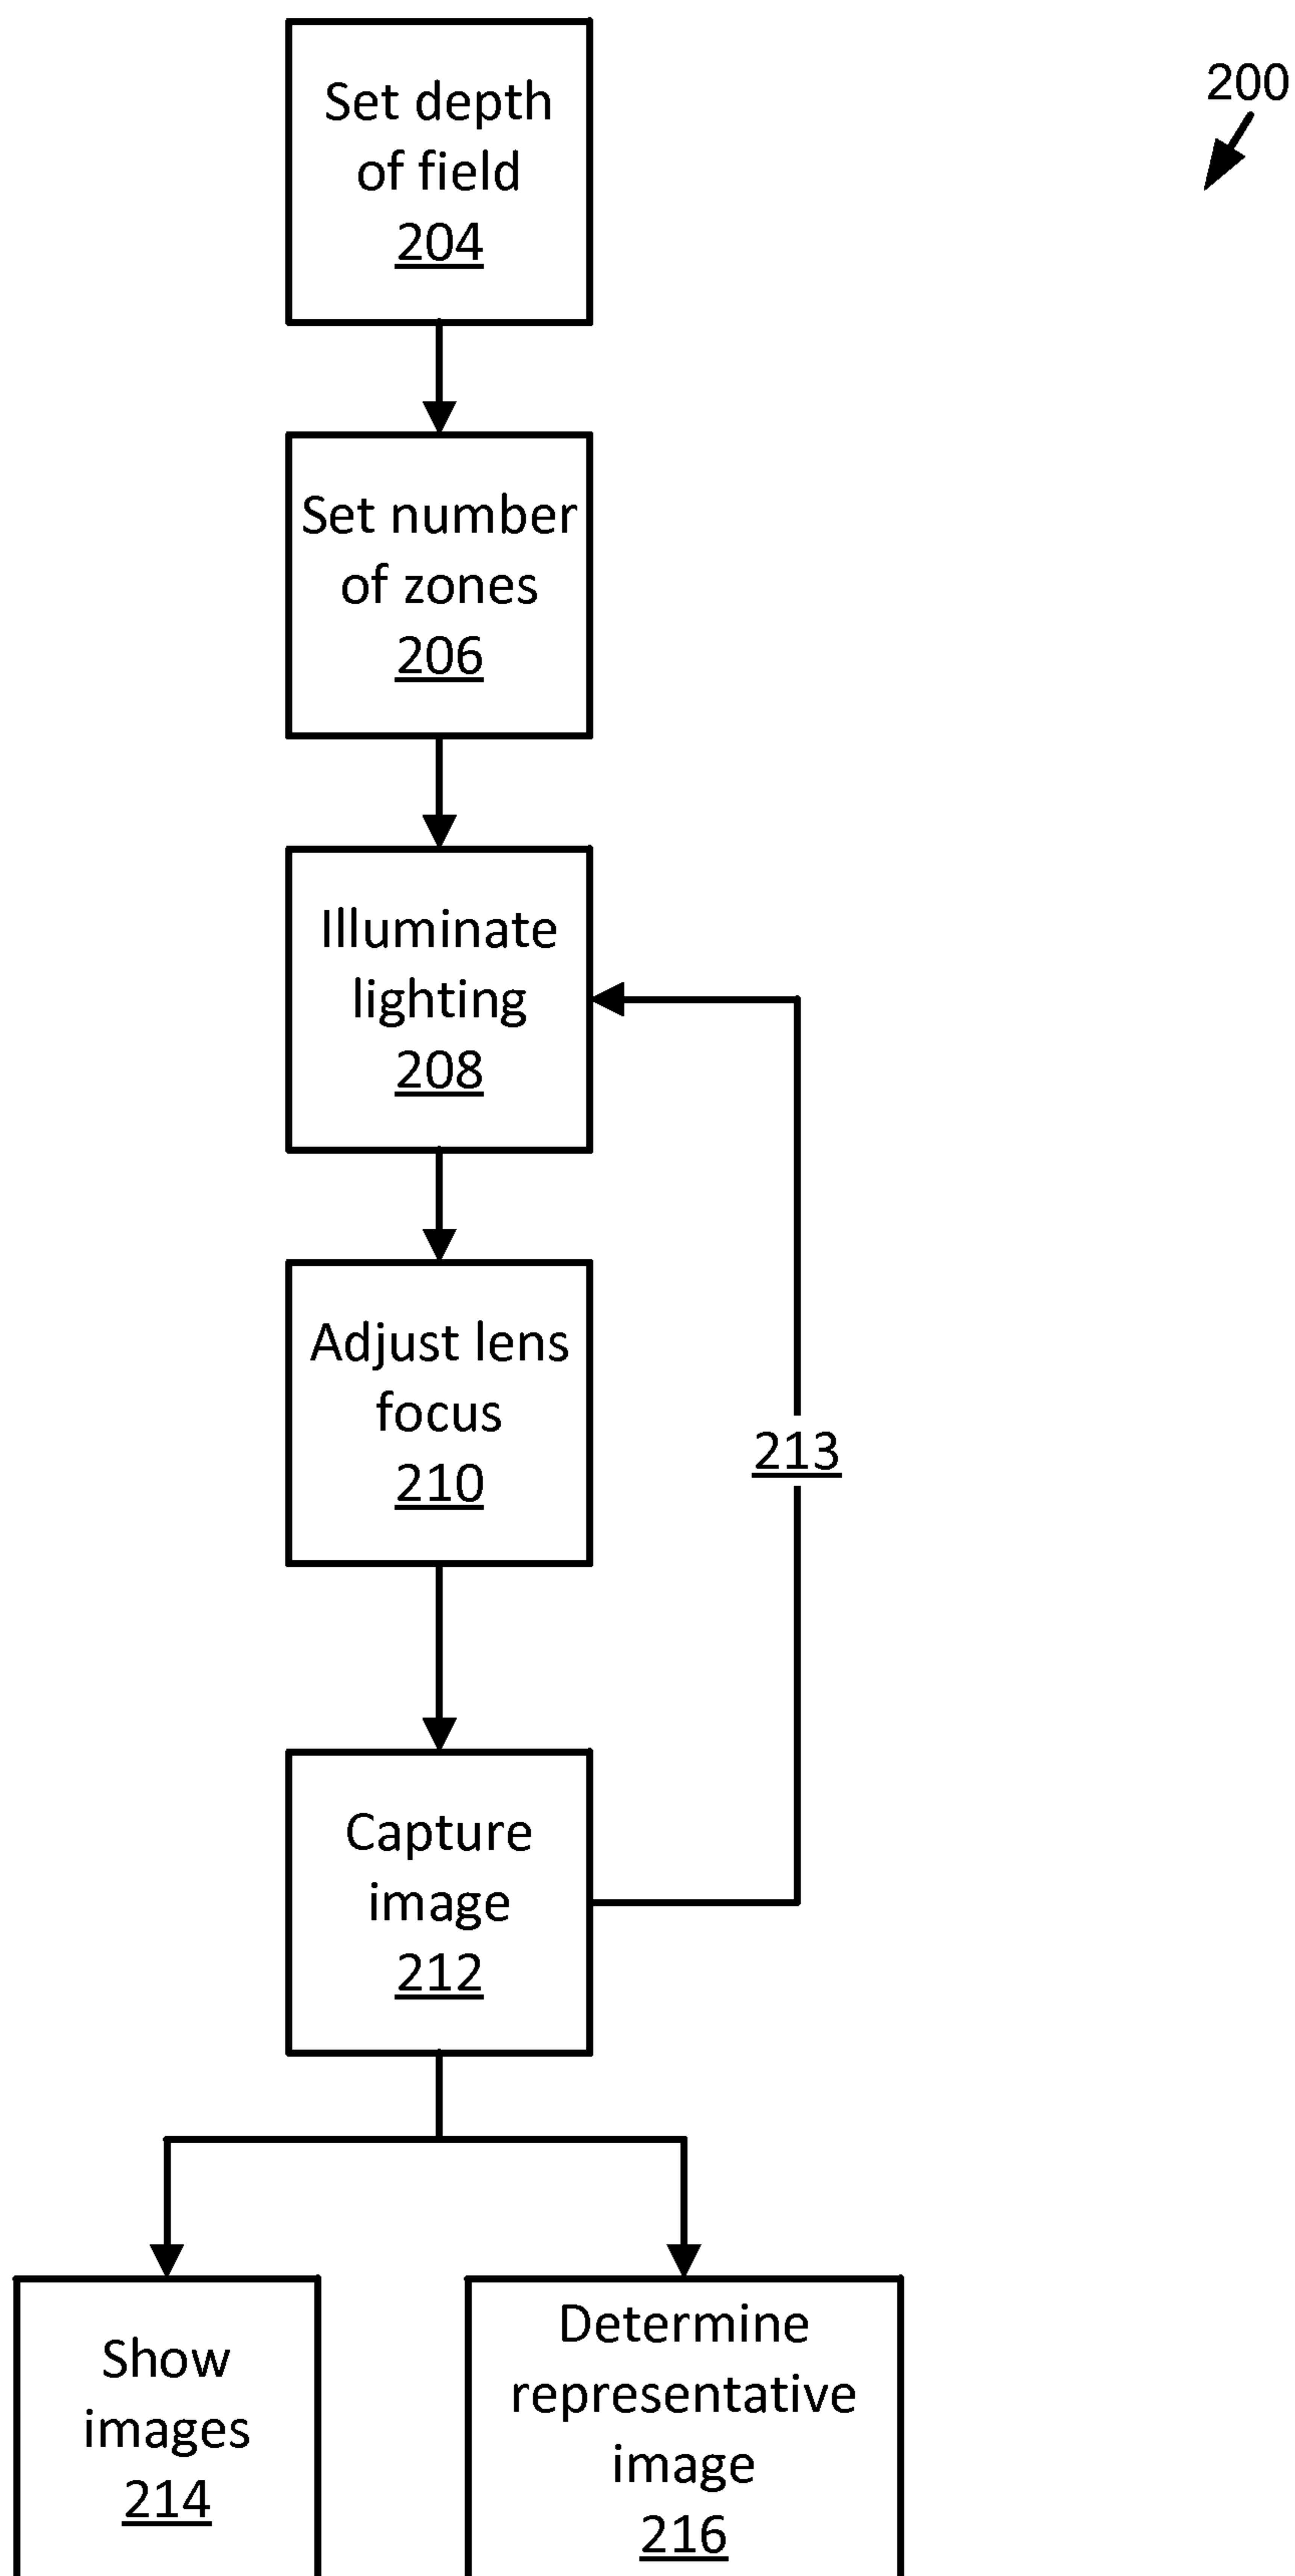 200
Set depth
of field
204
Set number
of zones
206
Illuminate
lighting
208
Adjust lens
focus
210
213
Capture
image
212
Show
images
214
Determine
representative
image
216